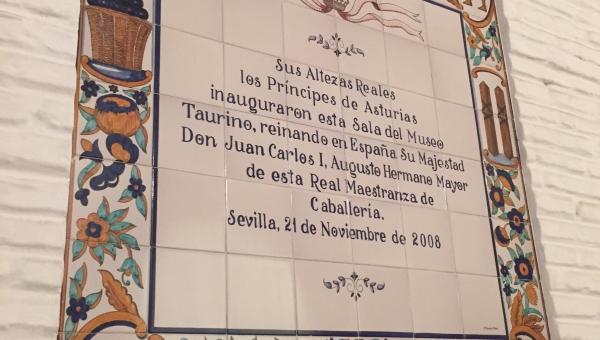 Sus Altezas Reales
los Príncipes de Asturias
inauguraron esta Sala del Museo
Taurino, reinando en España Su Majestad
Don Juan Carlos I, Augusto Hermano Mayor
de esta Real Maestranza de
Caballería.
Sevilla, 21 de Noviembre de 2008